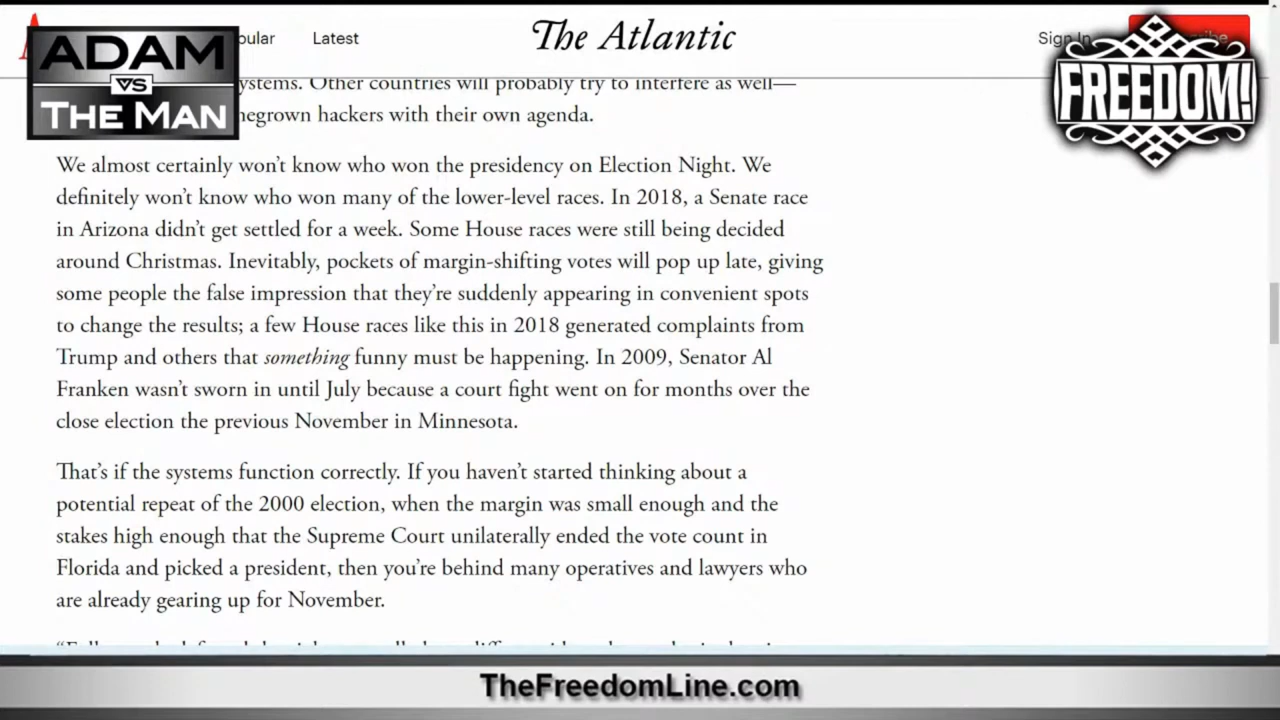 ADAM
VS
THE MAN
Latest
The Atlantic
Sign In
FREEDOM!
Other countries will probably try to interfere as well—
hackers with their own agenda.
We almost certainly won't know who won the presidency on Election Night. We
definitely won't know who won many of the lower-level races. In 2018, a Senate race
in Arizona didn't get settled for a week. Some House races were still being decided
around Christmas. Inevitably, pockets of margin-shifting votes will pop up late, giving
some people the false impression that they're suddenly appearing in convenient spots
to change the results; a few House races like this in 2018 generated complaints from
Trump and others that something funny must be happening. In 2009, Senator Al
Franken wasn't sworn in until July because a court fight went on for months over the
close election the previous November in Minnesota.
That's if the systems function correctly. If you haven't started thinking about a
potential repeat of the 2000 election, when the margin was small enough and the
stakes high enough that the Supreme Court unilaterally ended the vote count in
Florida and picked a president, then you're behind many operatives and lawyers who
are already gearing up for November.
TheFreedomLine.com